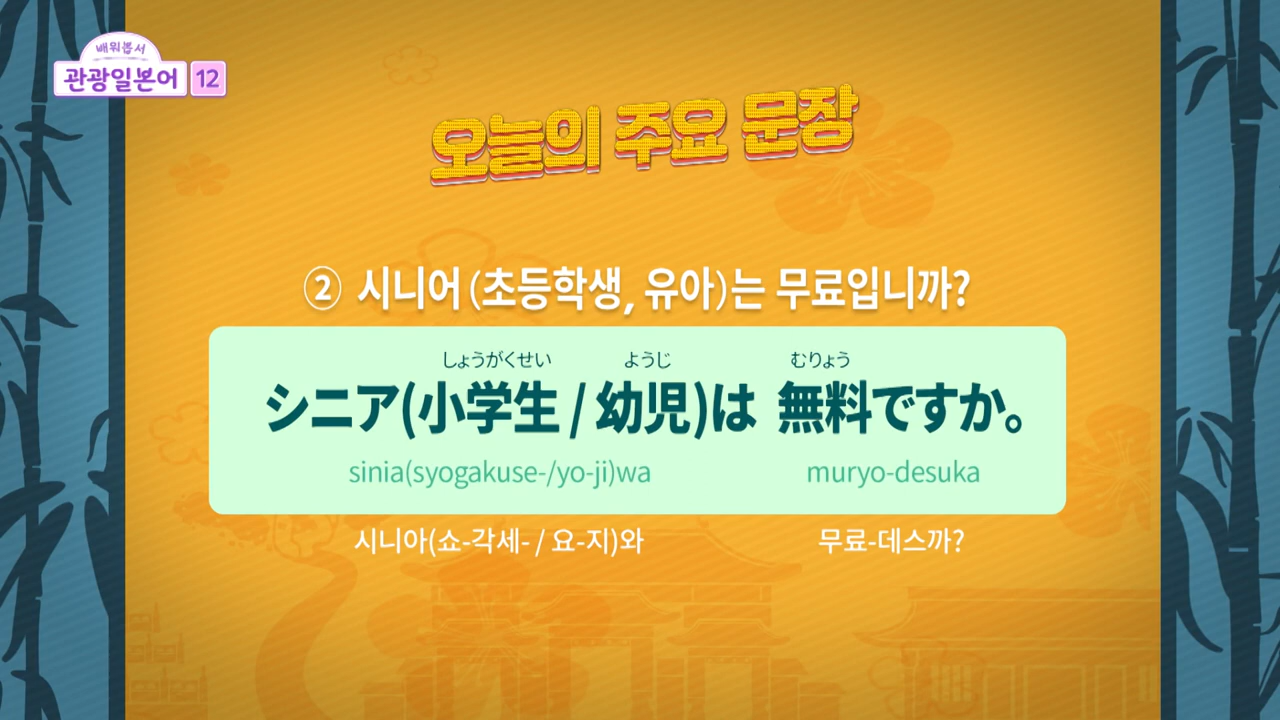 배워봅서
관광일본어 12
오늘의 주요 문장
② 시니어(초등학생, 유아)는 무료입니까?
しょうがくせい ようじ むりょう
シニア(小学生 / 幼児)は 無料ですか。
sinia(syogakuse-/yo-ji)wa muryo-desuka
시니아(쇼-각세- / 요-지)와 무료-데스까?